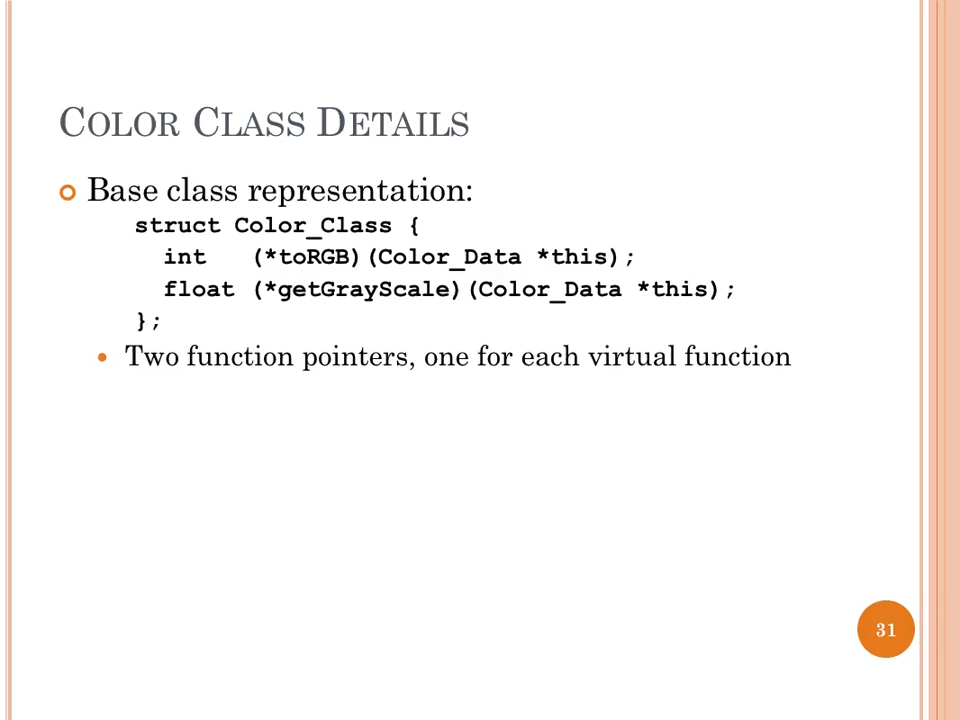 COLOR CLASS DETAILS
Base class representation:
struct Color_Class {
int (*toRGB)(Color_Data *this);
float (*getGrayScale)(Color_Data *this);
};
Two function pointers, one for each virtual function
31